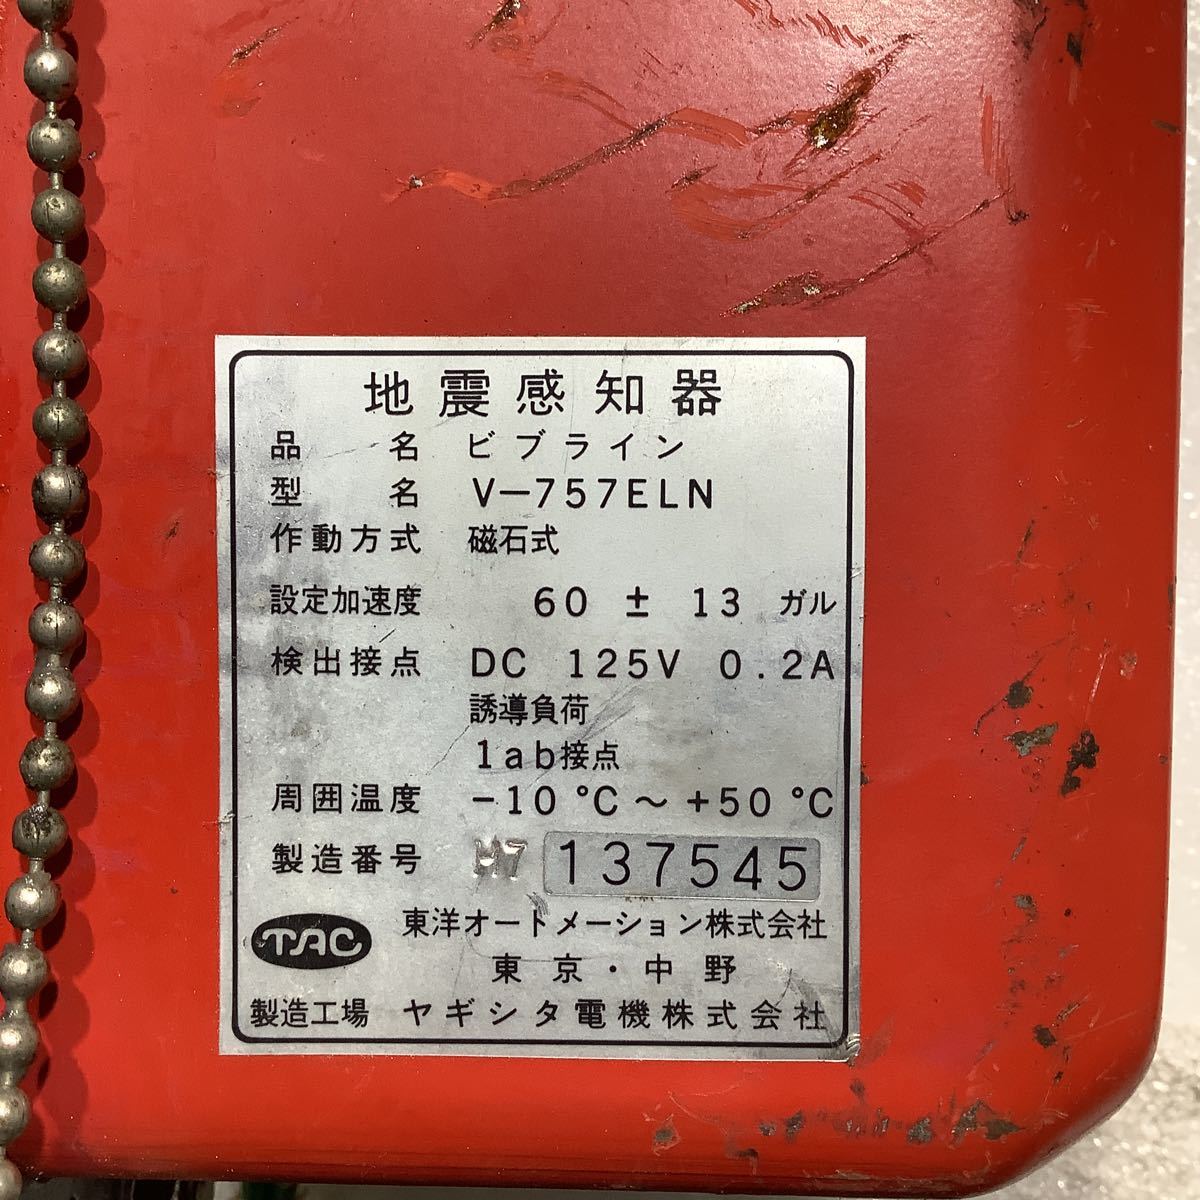 地震感知器
品名 ビブライン
型名 V-757ELN
作動方式 磁石式
設定加速度 60 ± 13 ガル
検出接点 DC 125V 0.2A
誘導負荷
1ab接点
周囲温度 -10℃~+50℃
製造番号 H7 137545
TAC 東洋オートメーション株式会社
東京・中野
製造工場 ヤギシタ電機株式会社